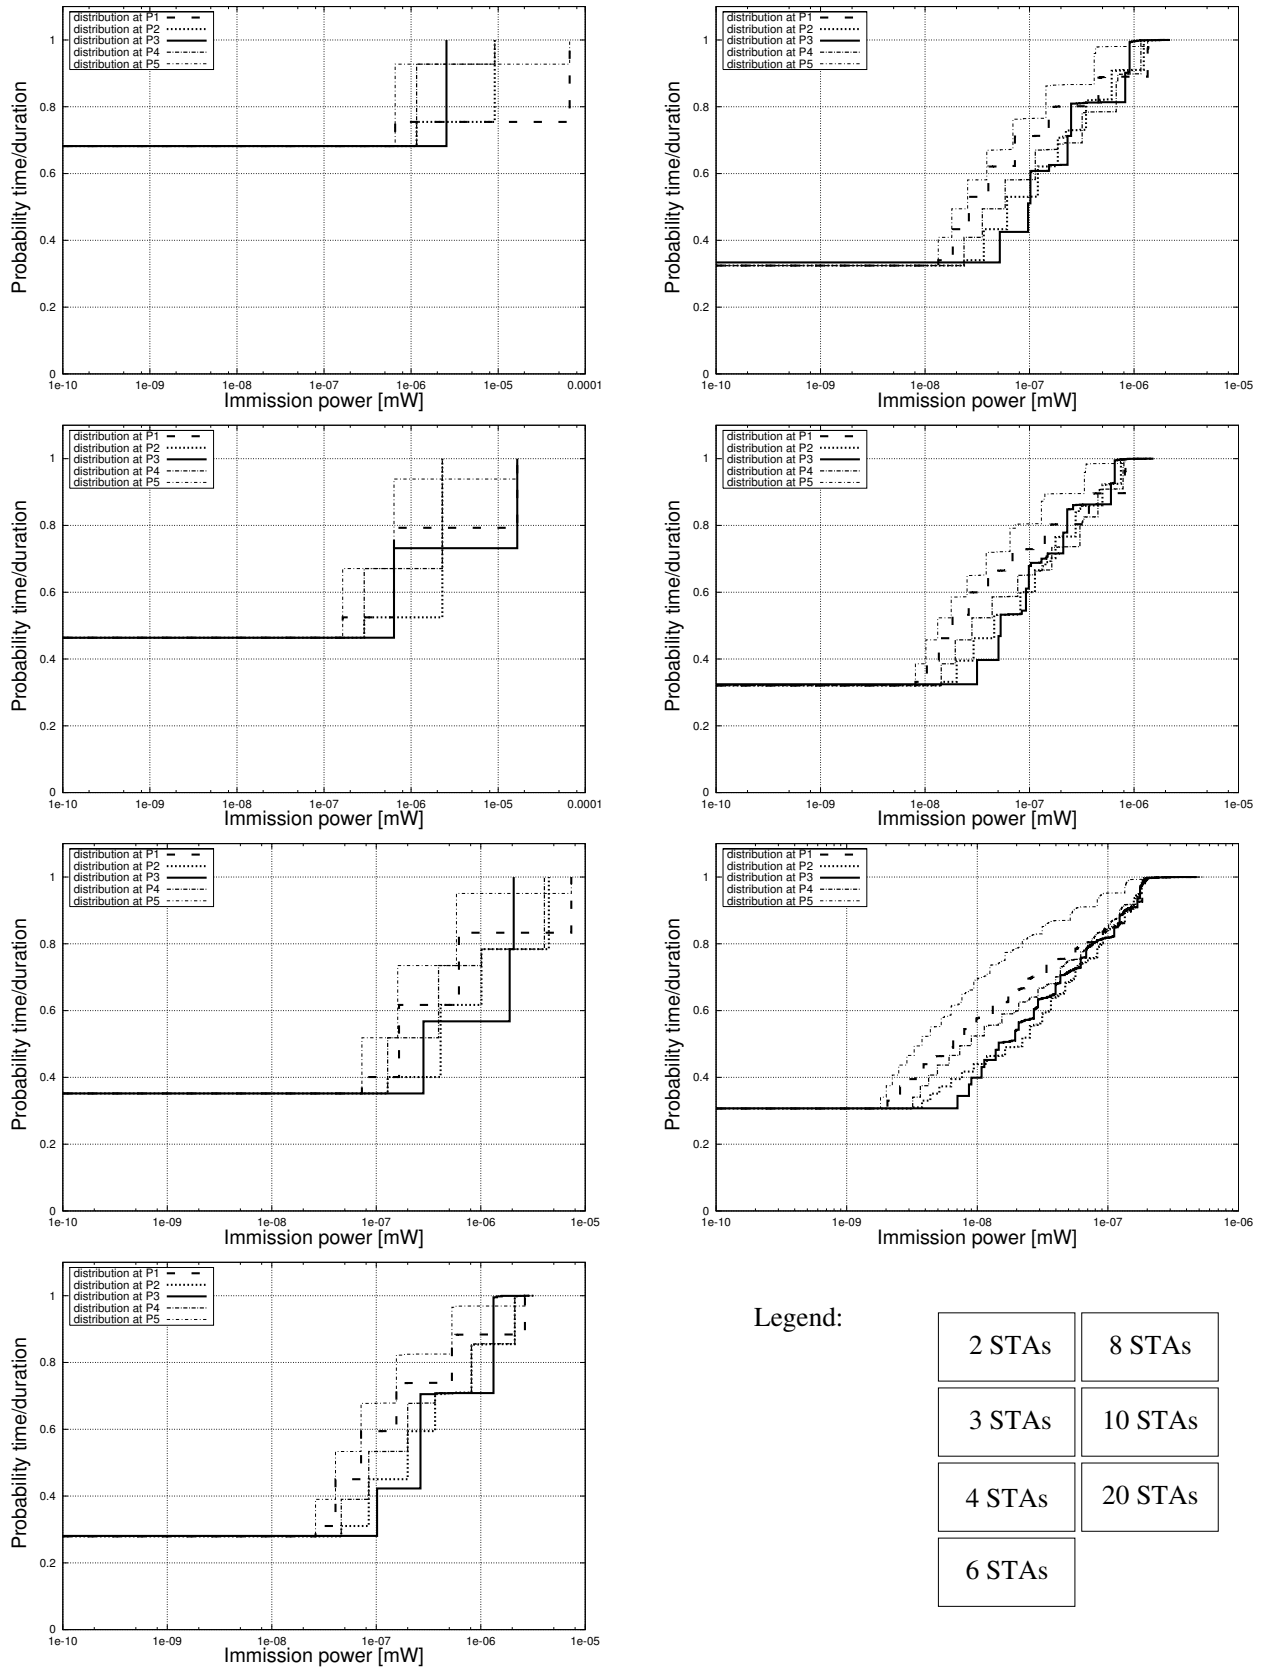 distribution at P1
distribution at P2
distribution at P3
distribution at P4
distribution at P5
Probability time/duration
1
0.8
0.6
0.4
0.2
0
1e-10 1e-09 1e-08 1e-07 1e-06 1e-05 0.0001
Immission power [mW]
distribution at P1
distribution at P2
distribution at P3
distribution at P4
distribution at P5
Probability time/duration
1
0.8
0.6
0.4
0.2
0
1e-10 1e-09 1e-08 1e-07 1e-06 1e-05
Immission power [mW]
distribution at P1
distribution at P2
distribution at P3
distribution at P4
distribution at P5
Probability time/duration
1
0.8
0.6
0.4
0.2
0
1e-10 1e-09 1e-08 1e-07 1e-06 1e-05 0.0001
Immission power [mW]
distribution at P1
distribution at P2
distribution at P3
distribution at P4
distribution at P5
Probability time/duration
1
0.8
0.6
0.4
0.2
0
1e-10 1e-09 1e-08 1e-07 1e-06 1e-05
Immission power [mW]
distribution at P1
distribution at P2
distribution at P3
distribution at P4
distribution at P5
Probability time/duration
1
0.8
0.6
0.4
0.2
0
1e-10 1e-09 1e-08 1e-07 1e-06 1e-05
Immission power [mW]
distribution at P1
distribution at P2
distribution at P3
distribution at P4
distribution at P5
Probability time/duration
1
0.8
0.6
0.4
0.2
0
1e-10 1e-09 1e-08 1e-07 1e-06
Immission power [mW]
distribution at P1
distribution at P2
distribution at P3
distribution at P4
distribution at P5
Probability time/duration
1
0.8
0.6
0.4
0.2
0
1e-10 1e-09 1e-08 1e-07 1e-06 1e-05
Immission power [mW]
Legend:
2 STAs 8 STAs
3 STAs 10 STAs
4 STAs 20 STAs
6 STAs